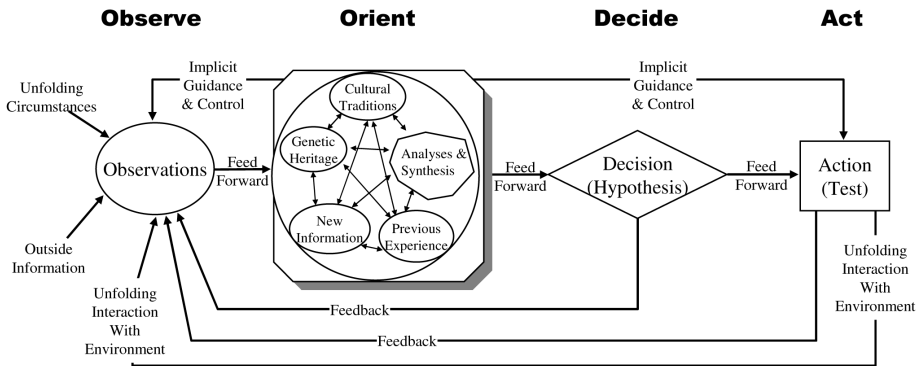 Observe
Orient
Decide
Act
Implicit
Guidance
& Control
Implicit
Guidance
& Control
Unfolding
Circumstances
Observations
Outside
Information
Unfolding
Interaction
With
Environment
Feed
Forward
Cultural
Traditions
Genetic
Heritage
Analyses &
Synthesis
New
Information
Previous
Experience
Feed
Forward
Decision
(Hypothesis)
Feed
Forward
Action
(Test)
Unfolding
Interaction
With
Environment
Feedback
Feedback